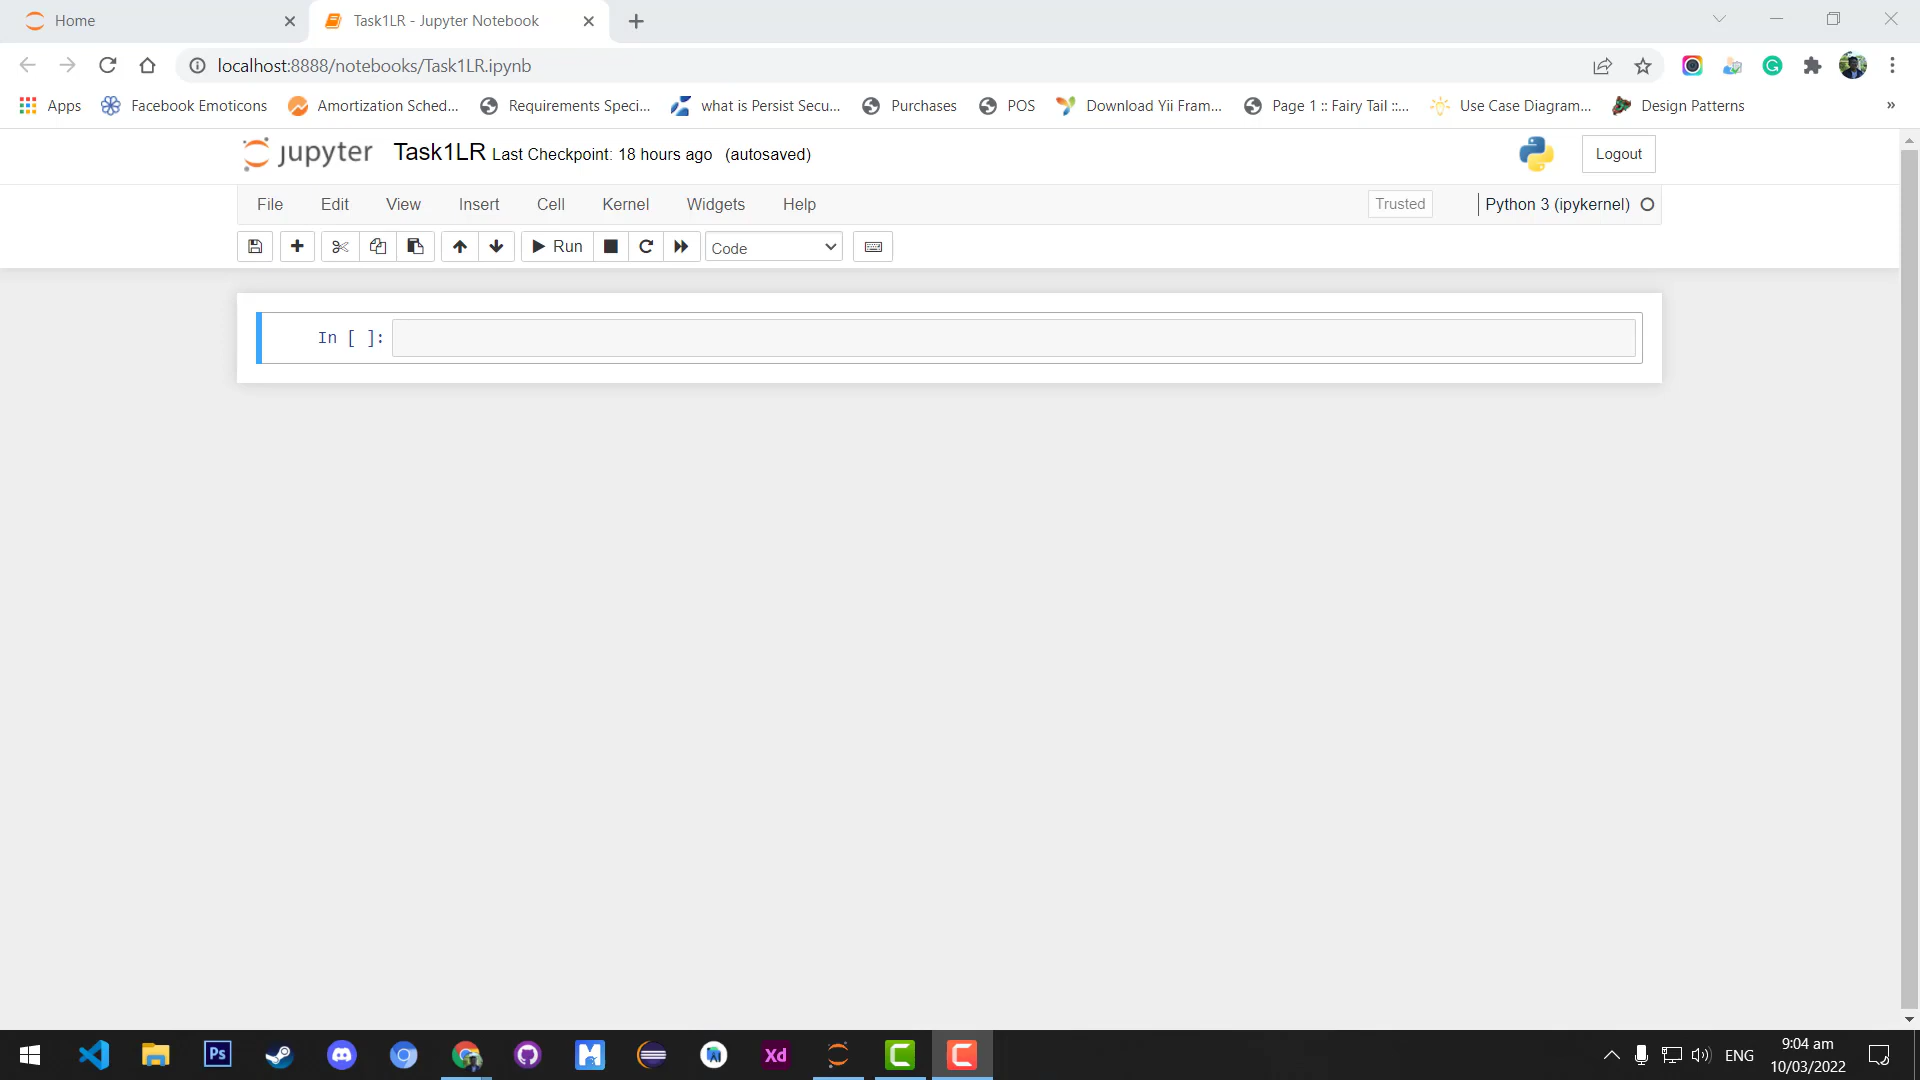 Home
Task1LR - Jupyter Notebook
localhost:8888/notebooks/Task1LR.ipynb
Apps Facebook Emoticons Amortization Sched... Requirements Speci... what is Persist Secu... Purchases POS Download Yii Fram... Page 1 :: Fairy Tail ::... Use Case Diagram... Design Patterns »
jupyter Task1LR Last Checkpoint: 18 hours ago (autosaved) Logout
File Edit View Insert Cell Kernel Widgets Help Trusted Python 3 (ipykernel)
Run Code
In [ ]:
Ps Xd ENG 9:04 am
10/03/2022